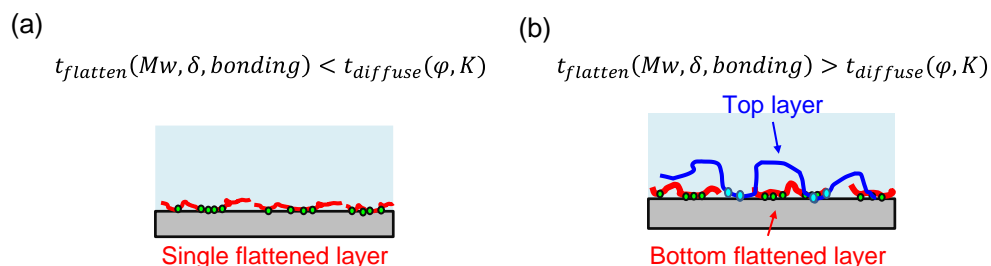 (a)
t_flatten(Mw, δ, bonding) < t_diffuse(φ, K)
Single flattened layer
(b)
t_flatten(Mw, δ, bonding) > t_diffuse(φ, K)
Top layer
Bottom flattened layer